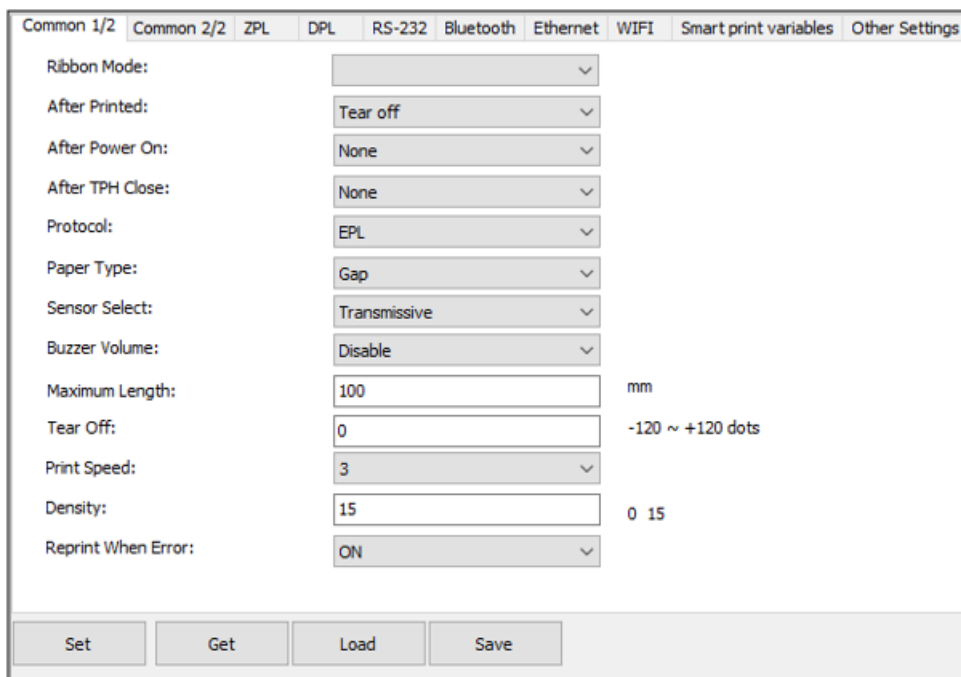 Common 1/2 Common 2/2 ZPL DPL RS-232 Bluetooth Ethernet WIFI Smart print variables Other Settings
Ribbon Mode:
After Printed: Tear off
After Power On: None
After TPH Close: None
Protocol: EPL
Paper Type: Gap
Sensor Select: Transmissive
Buzzer Volume: Disable
Maximum Length: 100 mm
Tear Off: 0 -120 ~ +120 dots
Print Speed: 3
Density: 15 0 15
Reprint When Error: ON
Set Get Load Save